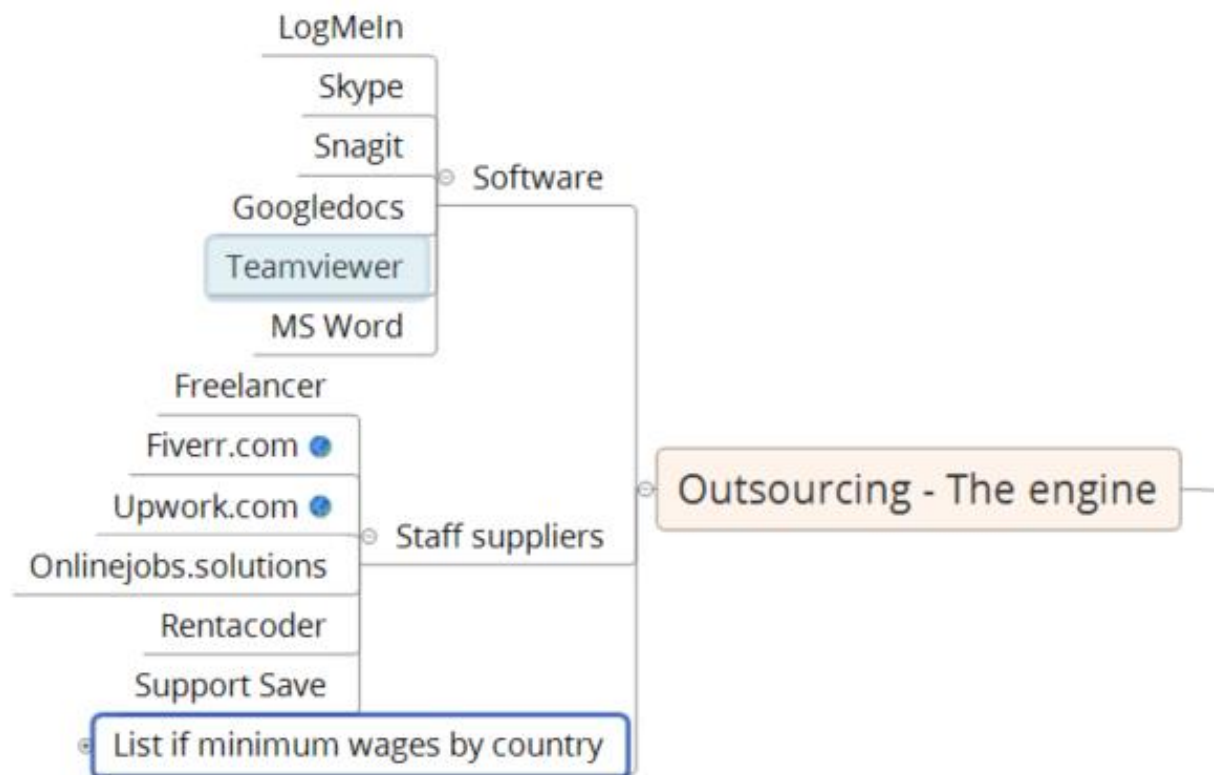 LogMeIn
Skype
Snagit
Googledocs
Teamviewer
MS Word
Software
Freelancer
Fiverr.com
Upwork.com
Onlinejobs.solutions
Rentacoder
Support Save
Staff suppliers
List if minimum wages by country
Outsourcing - The engine